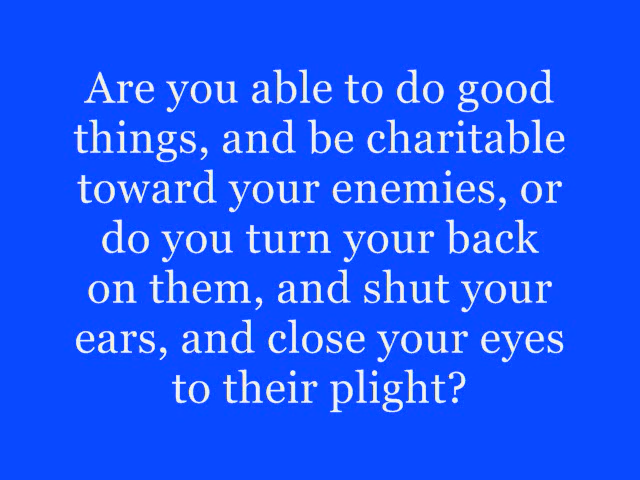 Are you able to do good
things, and be charitable
toward your enemies, or
do you turn your back
on them, and shut your
ears, and close your eyes
to their plight?